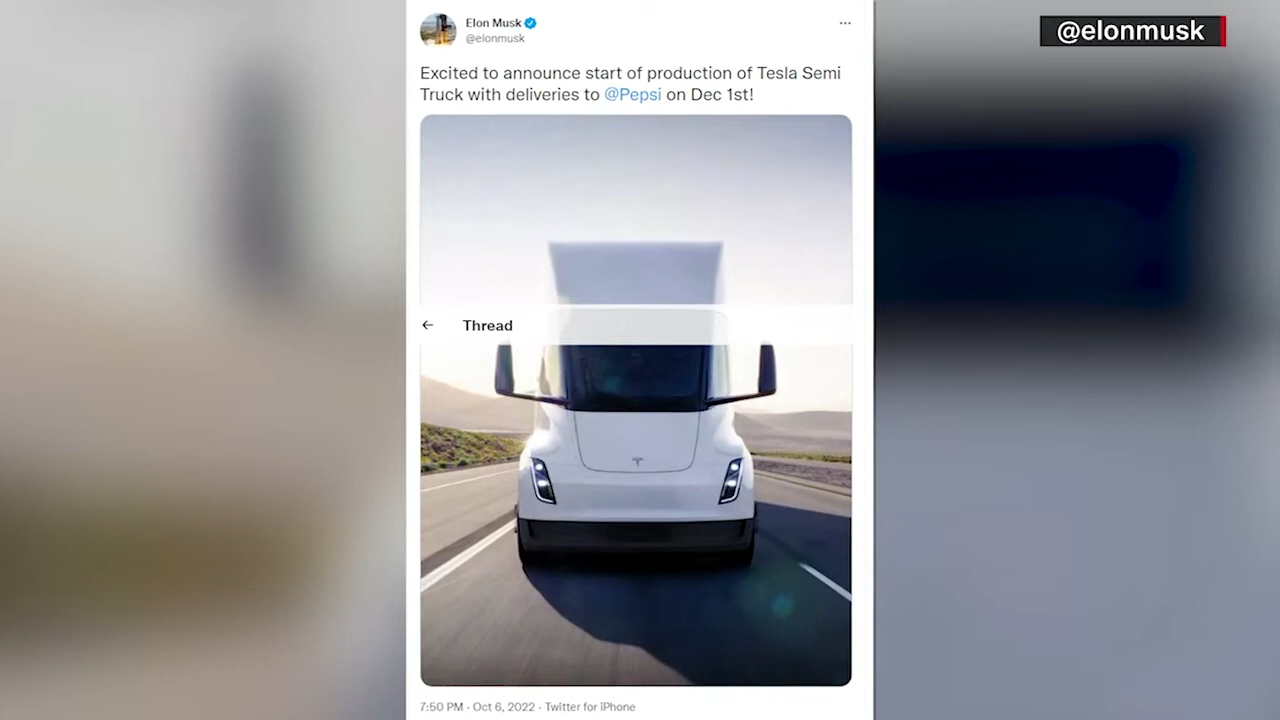 Elon Musk
@elonmusk
@elonmusk
Excited to announce start of production of Tesla Semi
Truck with deliveries to @Pepsi on Dec 1st!
Thread
7:50 PM · Oct 6, 2022 · Twitter for iPhone